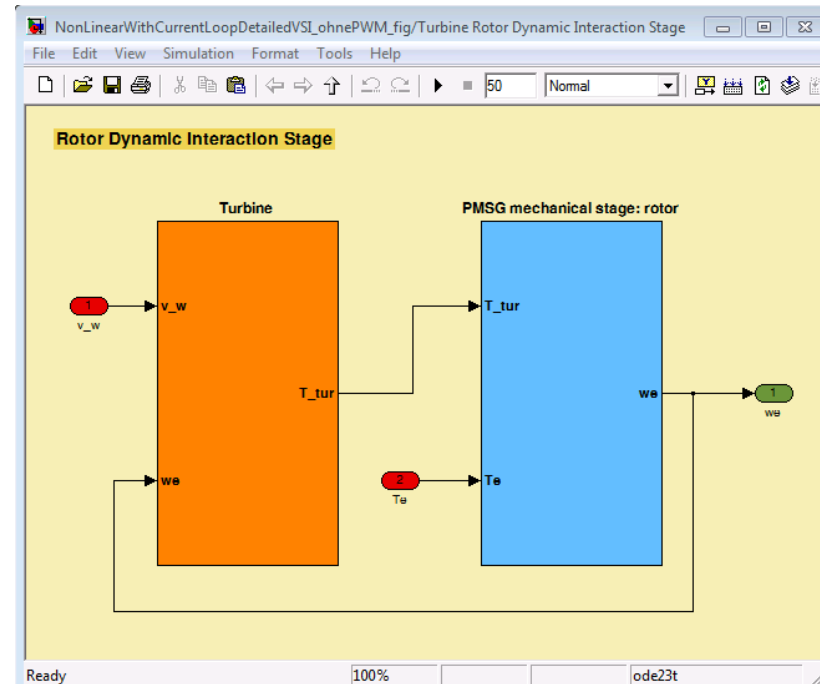 NonLinearWithCurrentLoopDetailedVSI_ohnePWM_fig/Turbine Rotor Dynamic Interaction Stage
File Edit View Simulation Format Tools Help
50 Normal
Rotor Dynamic Interaction Stage
Turbine
PMSG mechanical stage: rotor
1
v_w
v_w
T_tur
T_tur
we
1
we
we
2
Te
Te
Ready 100% ode23t